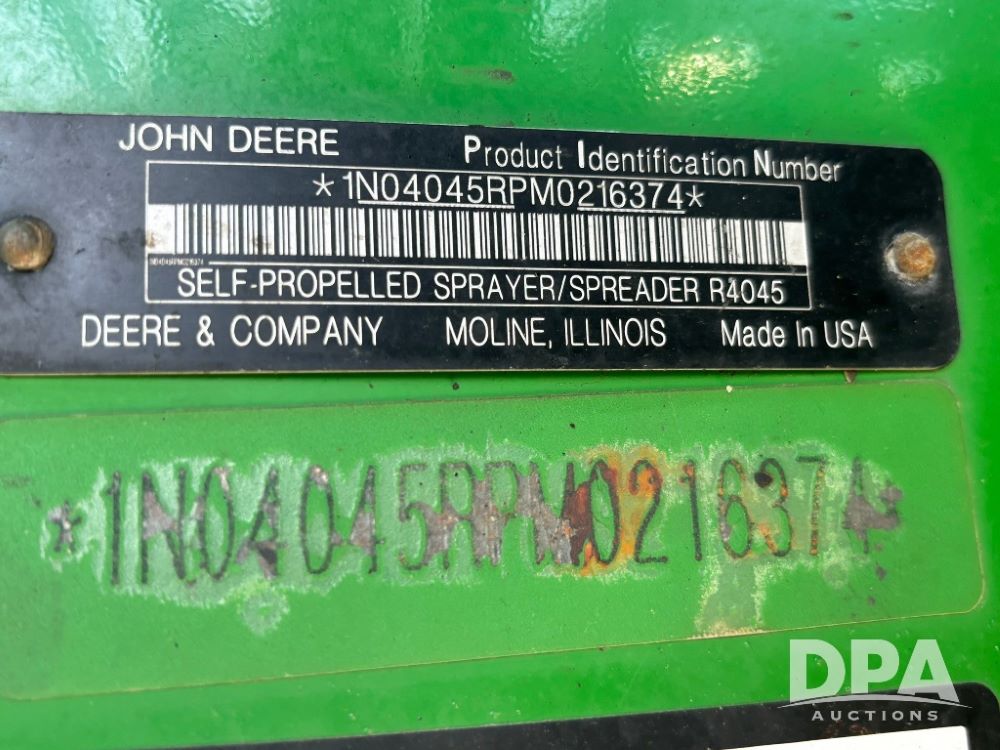 JOHN DEERE Product Identification Number
*1N04045RPM0216374*
SELF-PROPELLED SPRAYER/SPREADER R4045
DEERE & COMPANY MOLINE, ILLINOIS Made In USA
*1N04045RPM0216374*
DPA
AUCTIONS